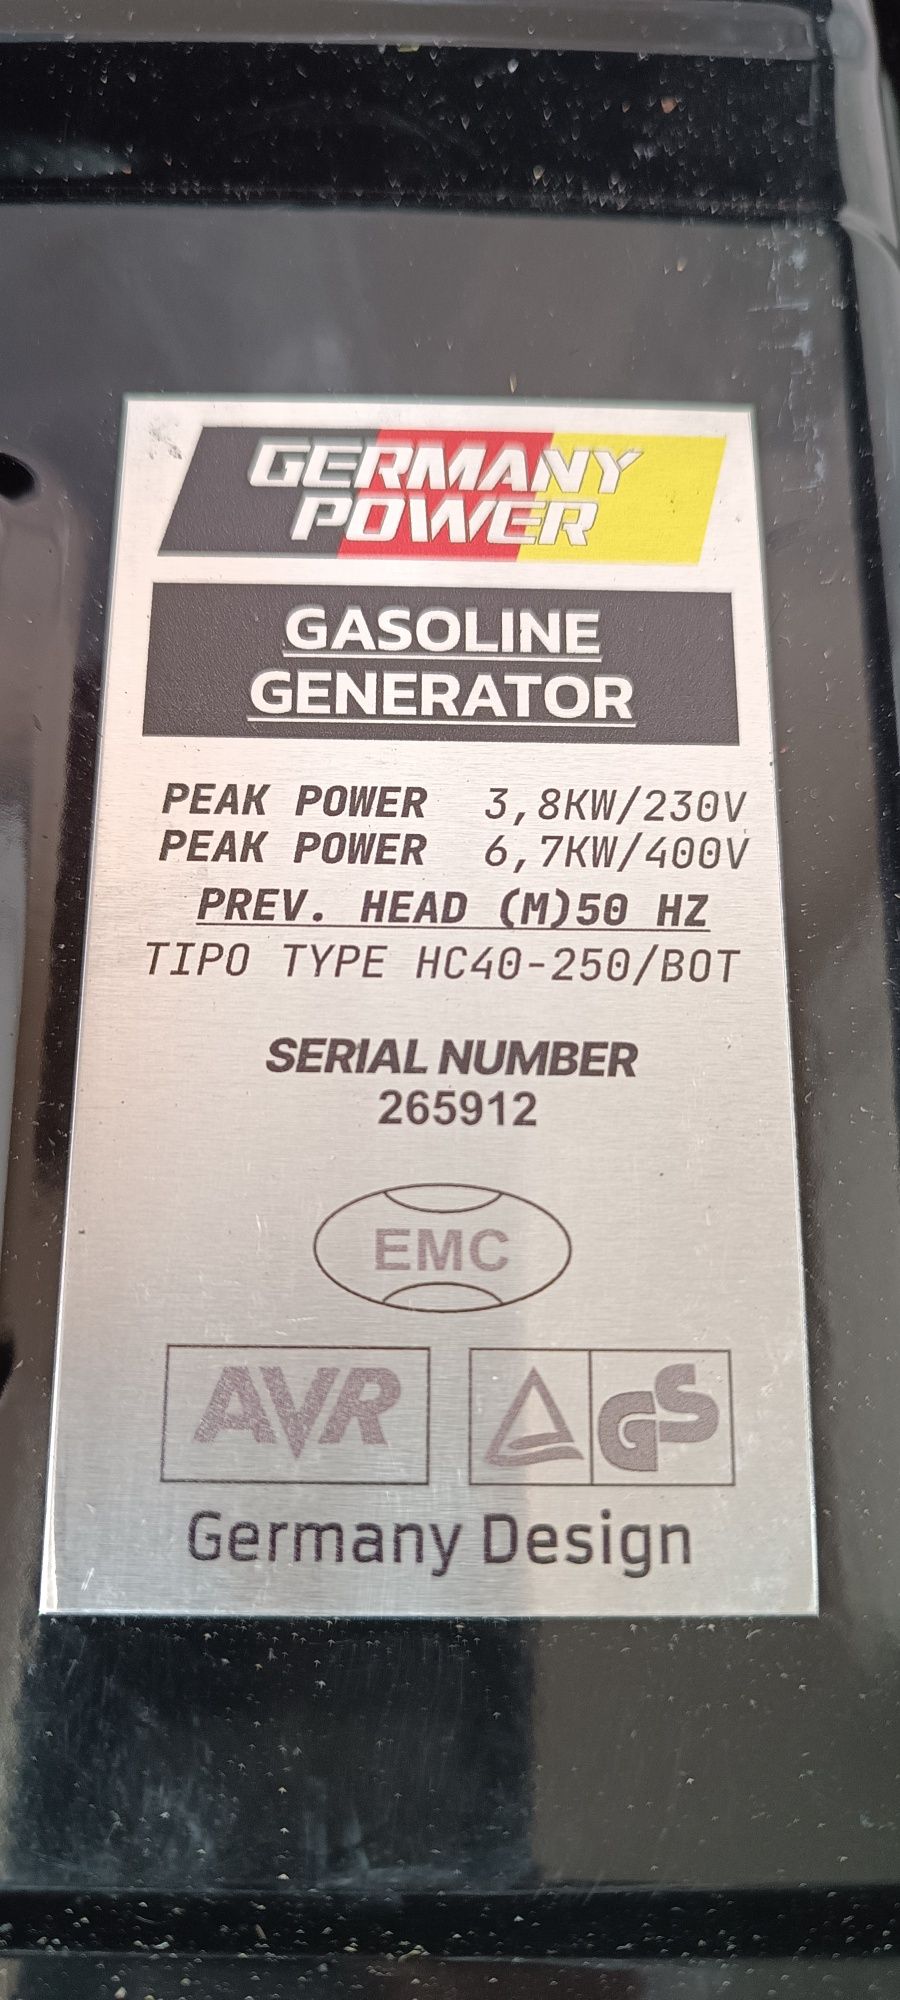 GERMANY
POWER
GASOLINE
GENERATOR
PEAK POWER 3,8KW/230V
PEAK POWER 6,7KW/400V
PREV. HEAD (M)50 HZ
TIPO TYPE HC40-250/BOT
SERIAL NUMBER
265912
EMC
AVR GS
Germany Design